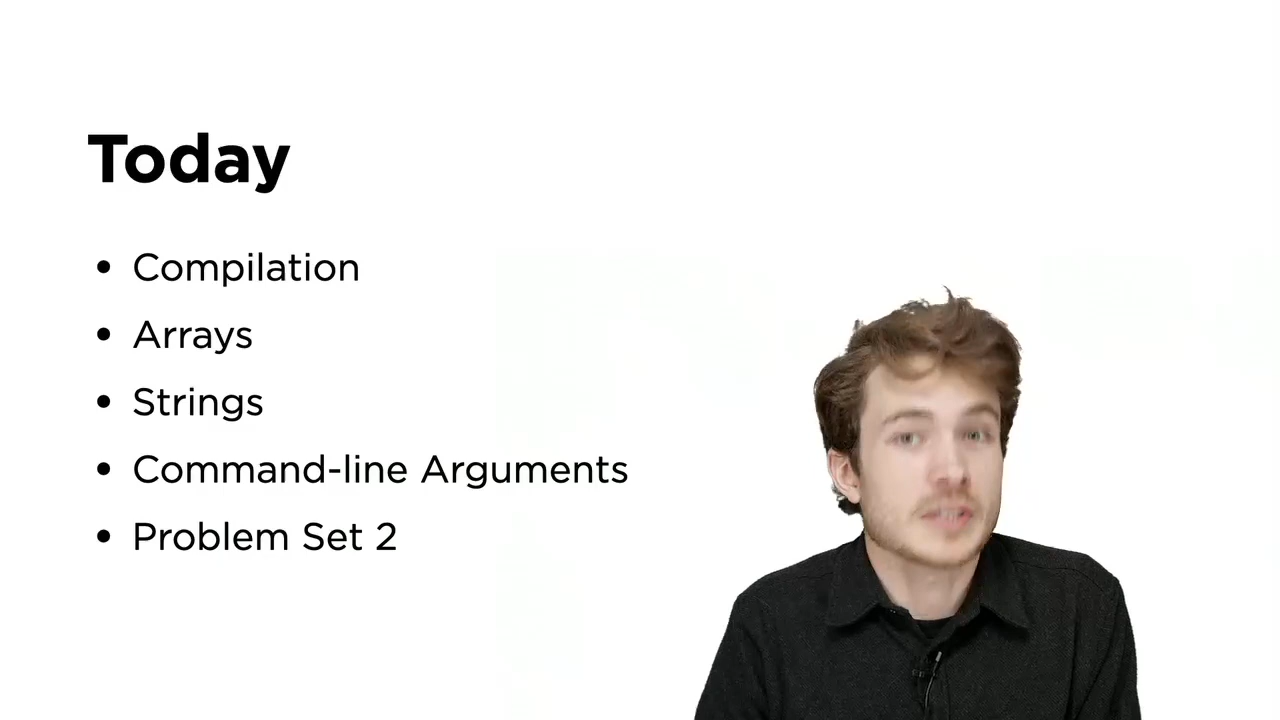 Today
• Compilation
• Arrays
• Strings
• Command-line Arguments
• Problem Set 2